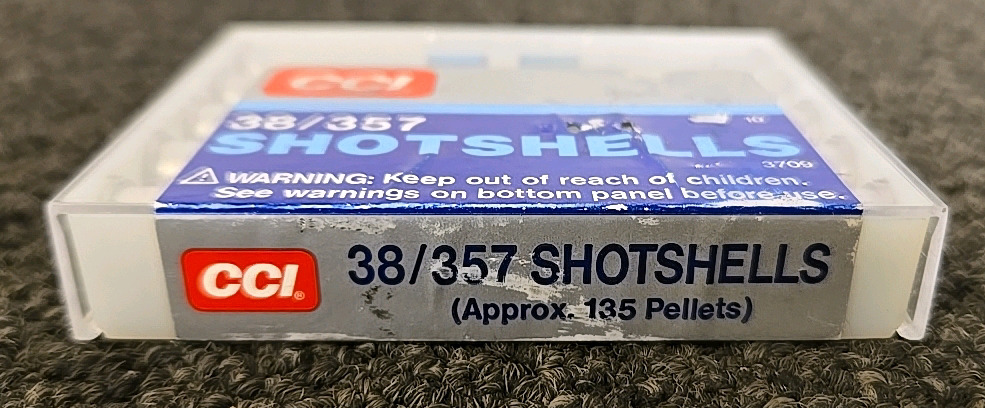 CCI
38/357
10
SHOTSHELLS
3709
⚠ WARNING: Keep out of reach of children.
See warnings on bottom panel before use.
CCI®
38/357 SHOTSHELLS
(Approx. 135 Pellets)